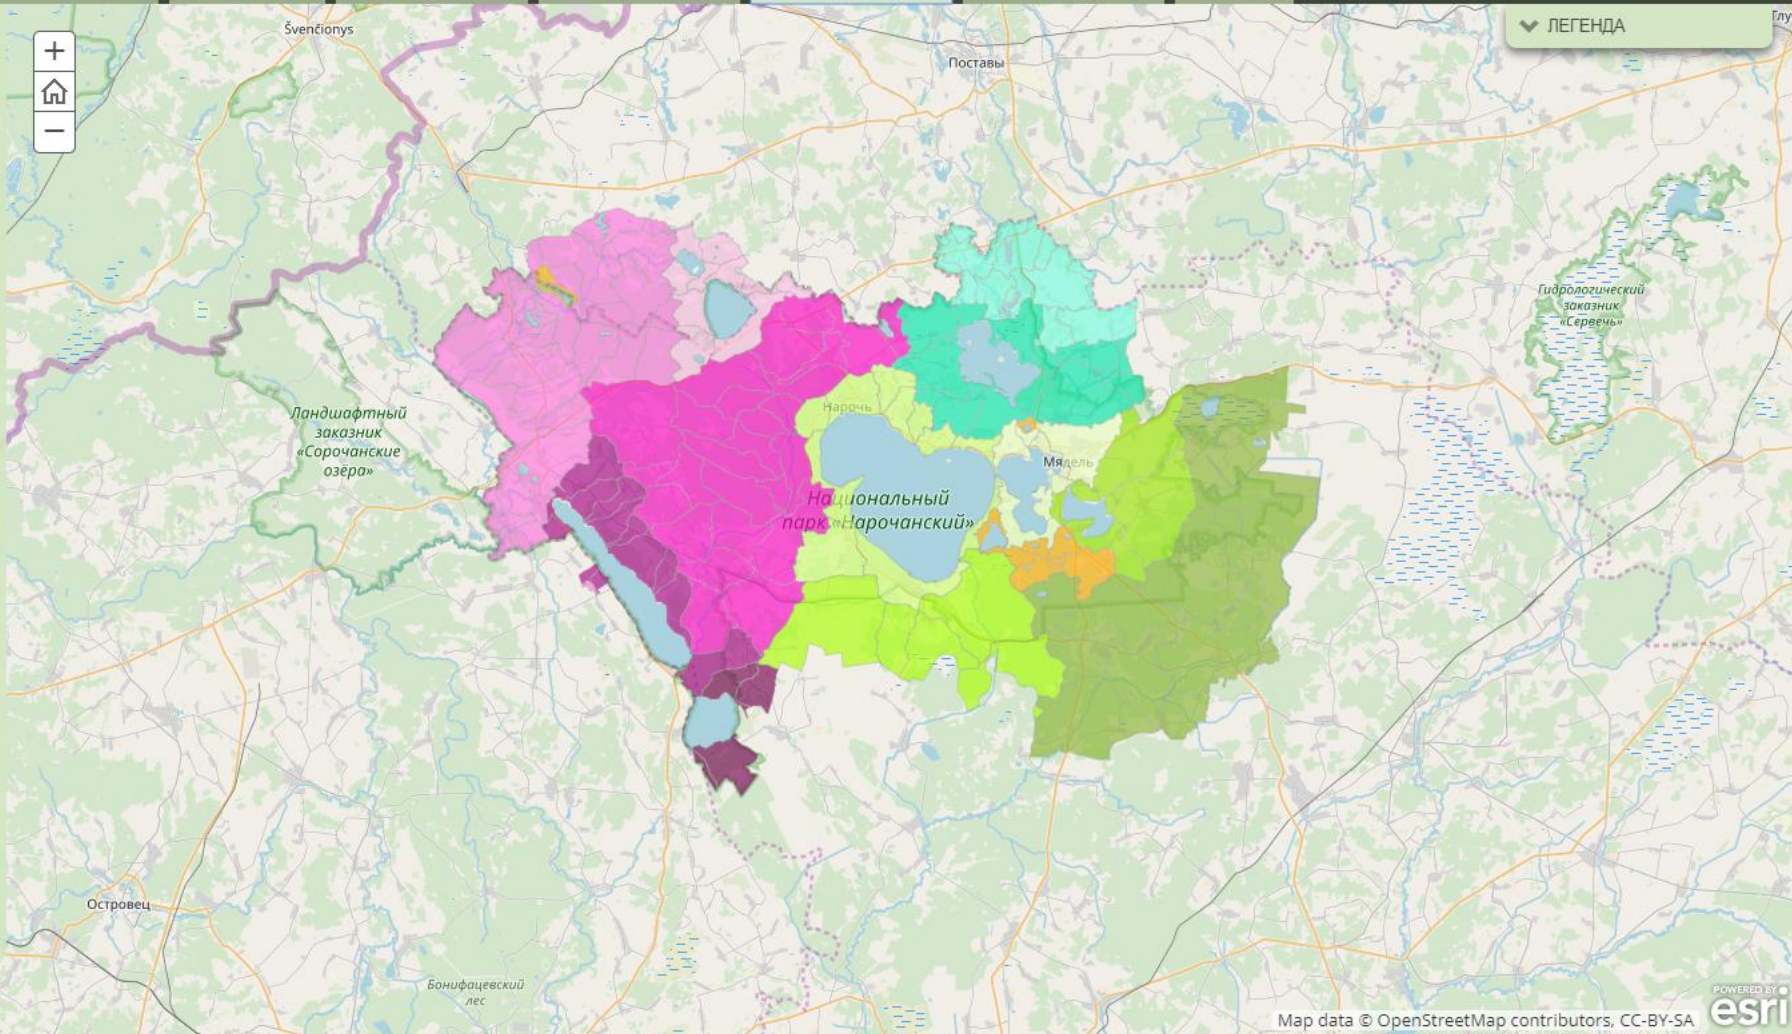 Švenčionys
Поставы
ЛЕГЕНДА
Глу
+
−
Гидрологический
заказник
«Сервечь»
Ландшафтный
заказник
«Сорочанские
озёра»
Нарочь
Мядель
Национальный
парк «Нарочанский»
Островец
Бонифацевский
лес
POWERED BY
esri
Map data © OpenStreetMap contributors, CC-BY-SA